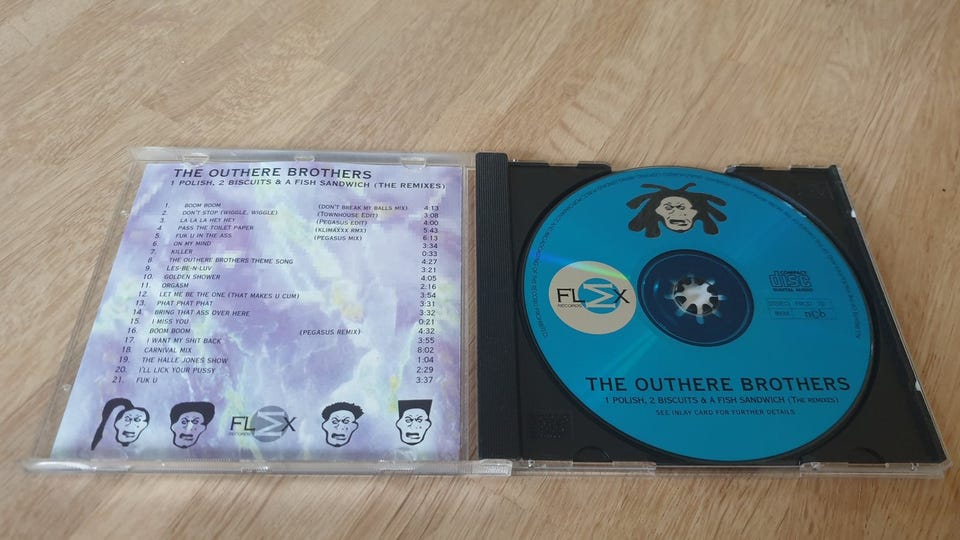 THE OUTHERE BROTHERS
1 POLISH, 2 BISCUITS & A FISH SANDWICH (THE REMIXES)
1. BOOM BOOM (DON'T BREAK MY BALLS MIX) 4:13
2. DON'T STOP (WIGGLE, WIGGLE) (TOWNHOUSE EDIT) 3:08
3. LA LA LA HEY HEY (PEGASUS EDIT) 4:00
4 PASS THE TOILET PAPER (KLIMAXXX RMX) 5:43
5. FUK U IN THE ASS (PEGASUS MIX) 6:13
6. ON MY MIND 3:34
7. KILLER 0:33
8. THE OUTHERE BROTHERS THEME SONG 4:27
9. LES-BE-N-LUV 3:21
10. GOLDEN SHOWER 4:05
11. ORGASM 2:16
12. LET ME BE THE ONE (THAT MAKES U CUM) 3:54
13. PHAT PHAT PHAT 3:31
14. BRING THAT ASS OVER HERE 3:32
15. I MISS YOU 0:21
16. BOOM BOOM (PEGASUS REMIX) 4:32
17. I WANT MY SHIT BACK 3:55
18. CARNIVAL MIX 8:02
19. THE HALLE JONES SHOW 1:04
20. I'LL LICK YOUR PUSSY 2:29
21. FUK U 3:37
FLEX
RECORDS
FLEX
RECORDS
COMPACT
disc
DIGITAL AUDIO
STEREO
nCb
THE OUTHERE BROTHERS
1 POLISH, 2 BISCUITS & A FISH SANDWICH (THE REMIXES)
SEE INLAY CARD FOR FURTHER DETAILS